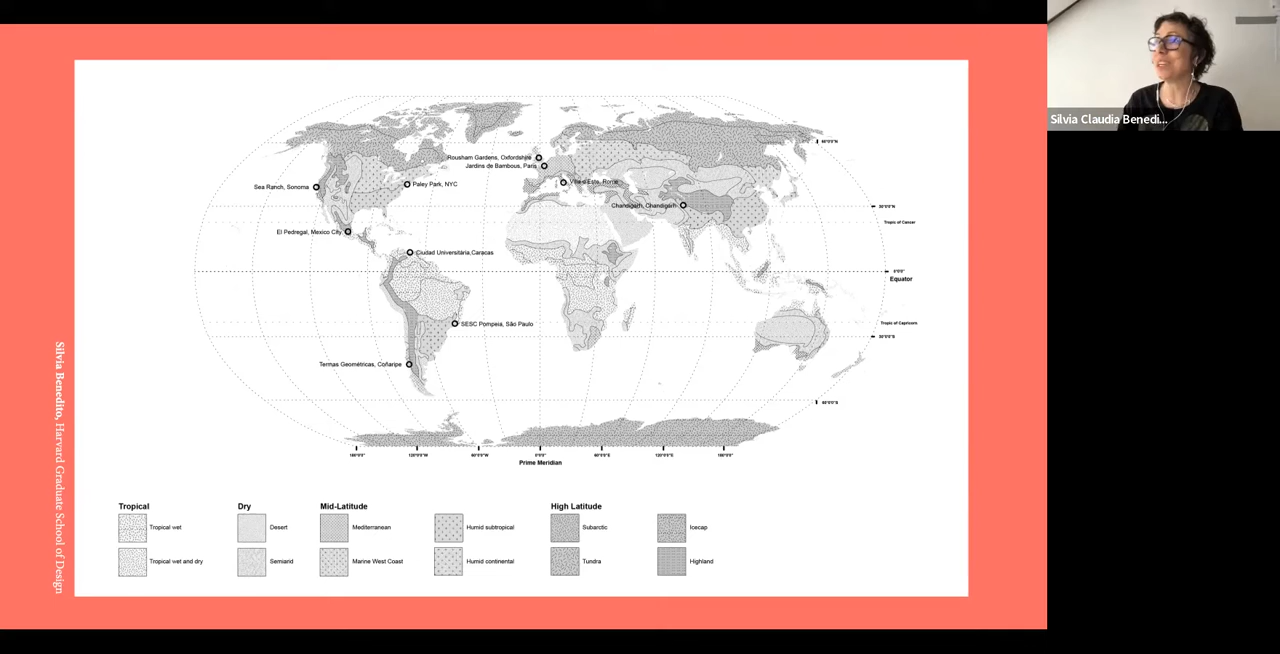 Silvia Claudia Benedi...
Rousham Gardens, Oxfordshire
Jardins de Bambous, Paris
Sea Ranch, Sonoma
Paley Park, NYC
Villa d'Este, Rome
Chandigarh, Chandigarh
Tropic of Cancer
El Pedregal, Mexico City
Ciudad Universitária,Caracas
Equator
SESC Pompeia, São Paulo
Tropic of Capricorn
Termas Geométricas, Coñaripe
Prime Meridian
Silvia Benedito, Harvard Graduate School of Design
Tropical
Dry
Mid-Latitude
High Latitude
Tropical wet
Desert
Mediterranean
Humid subtropical
Subarctic
Icecap
Tropical wet and dry
Semiarid
Marine West Coast
Humid continental
Tundra
Highland